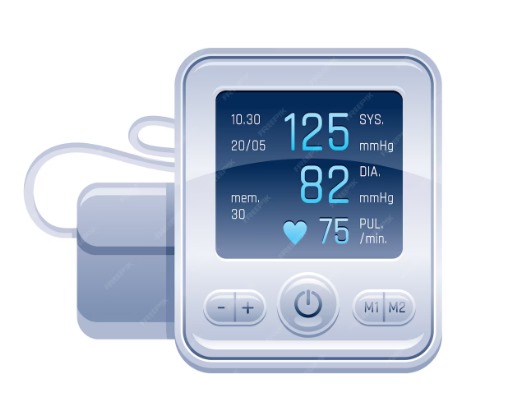 10.30 125 SYS.
20/05 mmHg
82 DIA.
mem. mmHg
30 75 PUL.
/min.
- + M1 M2